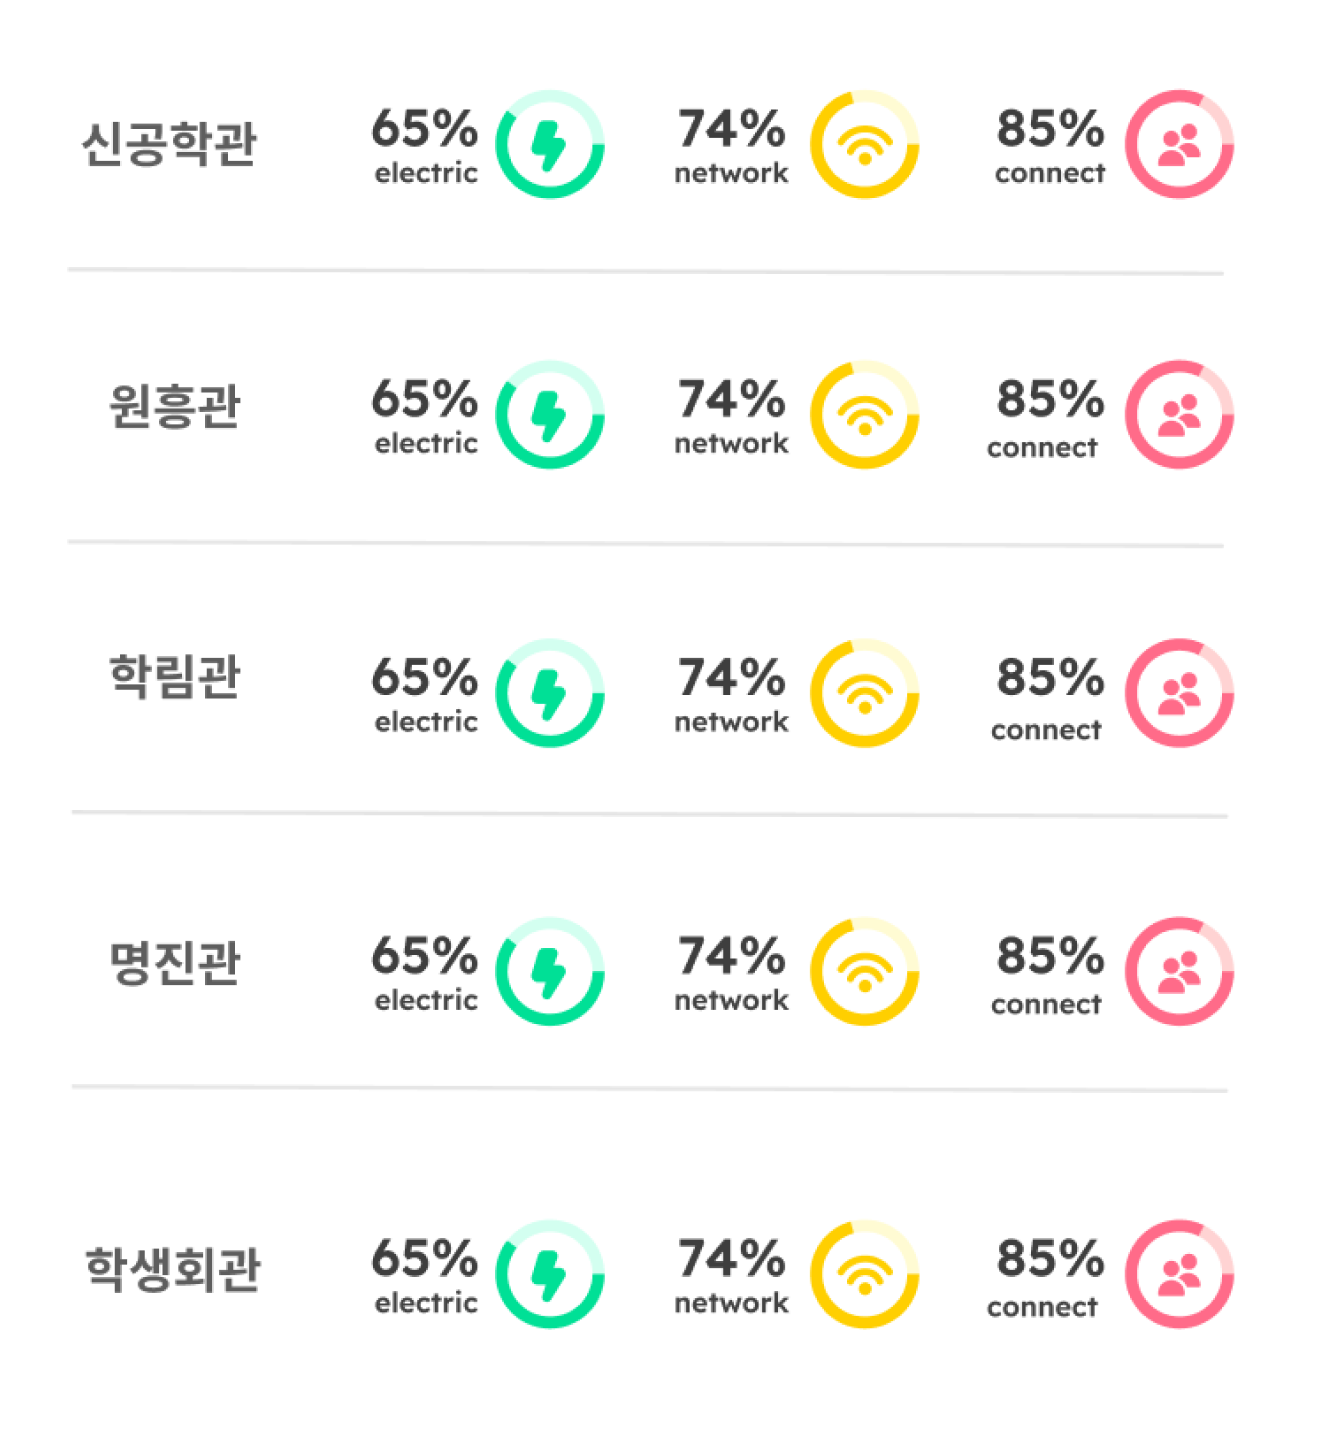 신공학관 65% 74% 85%
electric network connect
원흥관 65% 74% 85%
electric network connect
학림관 65% 74% 85%
electric network connect
명진관 65% 74% 85%
electric network connect
학생회관 65% 74% 85%
electric network connect